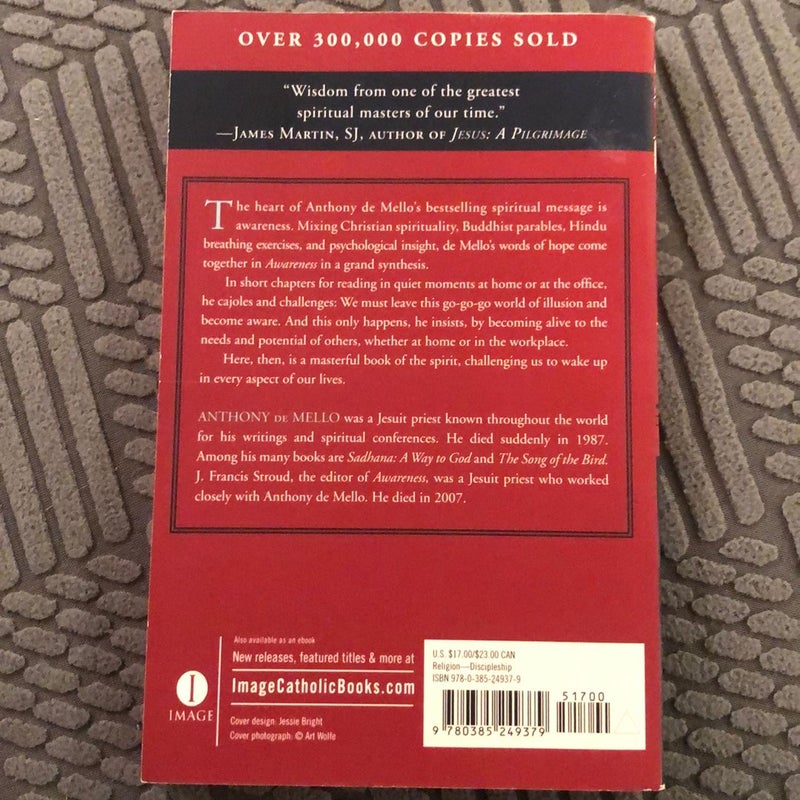 OVER 300,000 COPIES SOLD
“Wisdom from one of the greatest
spiritual masters of our time.”
—JAMES MARTIN, SJ, AUTHOR OF JESUS: A PILGRIMAGE
The heart of Anthony de Mello’s bestselling spiritual message is
awareness. Mixing Christian spirituality, Buddhist parables, Hindu
breathing exercises, and psychological insight, de Mello’s words of hope come
together in Awareness in a grand synthesis.
In short chapters for reading in quiet moments at home or at the office,
he cajoles and challenges: We must leave this go-go-go world of illusion and
become aware. And this only happens, he insists, by becoming alive to the
needs and potential of others, whether at home or in the workplace.
Here, then, is a masterful book of the spirit, challenging us to wake up
in every aspect of our lives.
ANTHONY DE MELLO was a Jesuit priest known throughout the world
for his writings and spiritual conferences. He died suddenly in 1987.
Among his many books are Sadhana: A Way to God and The Song of the Bird.
J. Francis Stroud, the editor of Awareness, was a Jesuit priest who worked
closely with Anthony de Mello. He died in 2007.
I
IMAGE
Also available as an ebook
New releases, featured titles & more at
ImageCatholicBooks.com
Cover design: Jessie Bright
Cover photograph: © Art Wolfe
U.S. $17.00/$23.00 CAN
Religion—Discipleship
ISBN 978-0-385-24937-9
51700
9 780385 249379